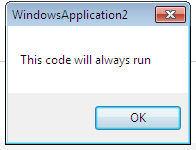 WindowsApplication2
This code will always run
OK